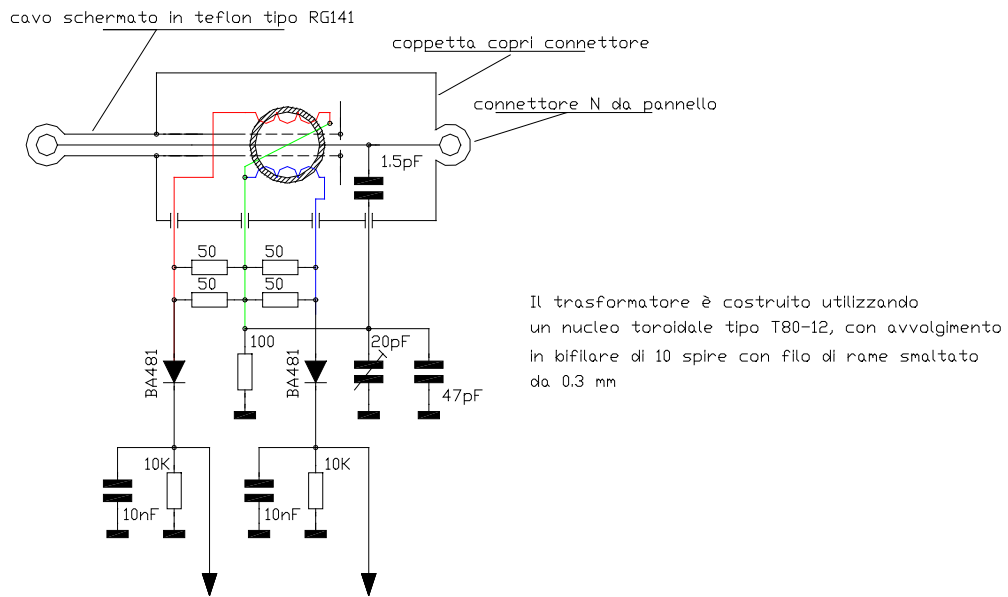 cavo schermato in teflon tipo RG141
coppetta copri connettore
connettore N da pannello
1.5pF
50
50
50
50
Il trasformatore è costruito utilizzando
un nucleo toroidale tipo T80-12, con avvolgimento
in bifilare di 10 spire con filo di rame smaltato
da 0.3 mm
BA481
100
BA481
20pF
47pF
10K
10nF
10K
10nF